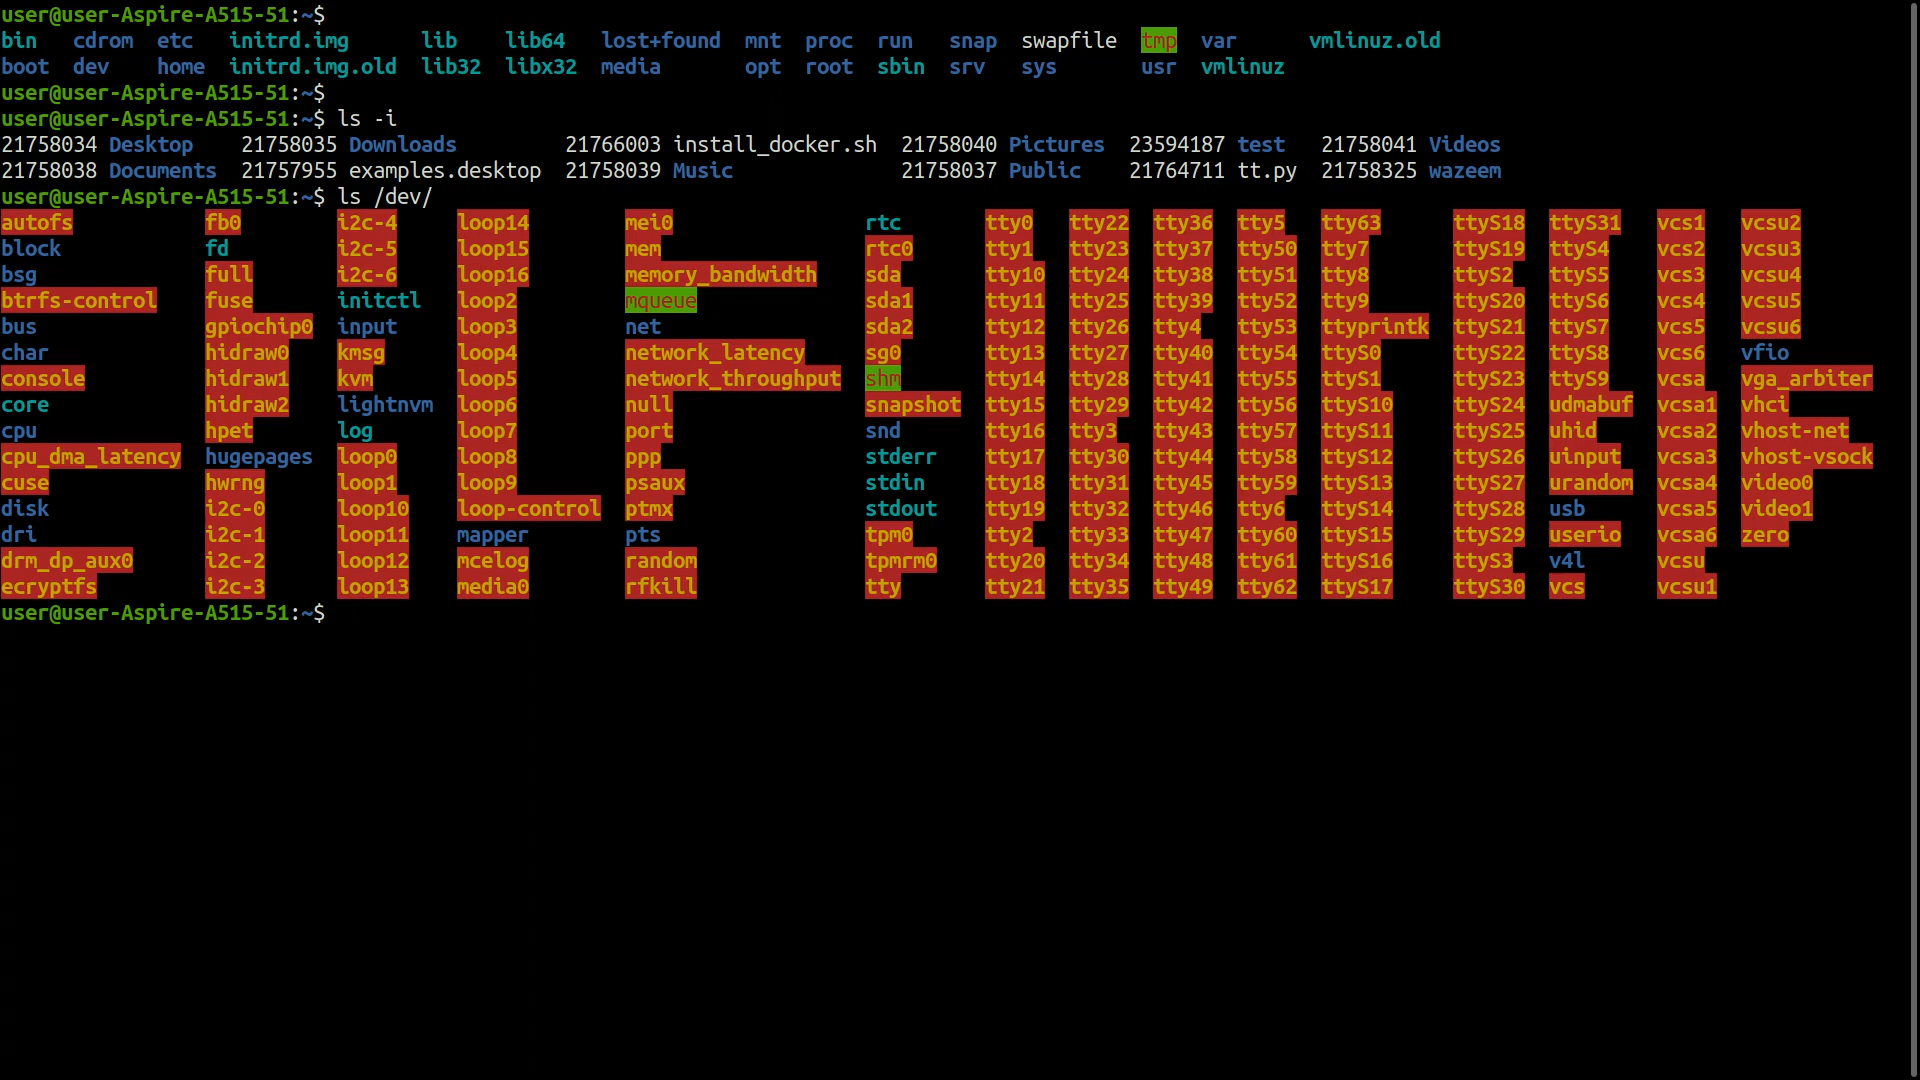 user@user-Aspire-A515-51:~$
bin   cdrom  etc   initrd.img      lib    lib64   lost+found  mnt  proc  run   snap  swapfile  tmp  var      vmlinuz.old
boot  dev    home  initrd.img.old  lib32  libx32  media       opt  root  sbin  srv   sys       usr  vmlinuz
user@user-Aspire-A515-51:~$
user@user-Aspire-A515-51:~$ ls -i
21758034 Desktop    21758035 Downloads         21766003 install_docker.sh  21758040 Pictures  23594187 test   21758041 Videos
21758038 Documents  21757955 examples.desktop  21758039 Music              21758037 Public    21764711 tt.py  21758325 wazeem
user@user-Aspire-A515-51:~$ ls /dev/
autofs fb0 i2c-4 loop14 mei0 rtc tty0 tty22 tty36 tty5 tty63 ttyS18 ttyS31 vcs1 vcsu2
block fd i2c-5 loop15 mem rtc0 tty1 tty23 tty37 tty50 tty7 ttyS19 ttyS4 vcs2 vcsu3
bsg full i2c-6 loop16 memory_bandwidth sda tty10 tty24 tty38 tty51 tty8 ttyS2 ttyS5 vcs3 vcsu4
btrfs-control fuse initctl loop2 mqueue sda1 tty11 tty25 tty39 tty52 tty9 ttyS20 ttyS6 vcs4 vcsu5
bus gpiochip0 input loop3 net sda2 tty12 tty26 tty4 tty53 ttyprintk ttyS21 ttyS7 vcs5 vcsu6
char hidraw0 kmsg loop4 network_latency sg0 tty13 tty27 tty40 tty54 ttyS0 ttyS22 ttyS8 vcs6 vfio
console hidraw1 kvm loop5 network_throughput shm tty14 tty28 tty41 tty55 ttyS1 ttyS23 ttyS9 vcsa vga_arbiter
core hidraw2 lightnvm loop6 null snapshot tty15 tty29 tty42 tty56 ttyS10 ttyS24 udmabuf vcsa1 vhci
cpu hpet log loop7 port snd tty16 tty3 tty43 tty57 ttyS11 ttyS25 uhid vcsa2 vhost-net
cpu_dma_latency hugepages loop0 loop8 ppp stderr tty17 tty30 tty44 tty58 ttyS12 ttyS26 uinput vcsa3 vhost-vsock
cuse hwrng loop1 loop9 psaux stdin tty18 tty31 tty45 tty59 ttyS13 ttyS27 urandom vcsa4 video0
disk i2c-0 loop10 loop-control ptmx stdout tty19 tty32 tty46 tty6 ttyS14 ttyS28 usb vcsa5 video1
dri i2c-1 loop11 mapper pts tpm0 tty2 tty33 tty47 tty60 ttyS15 ttyS29 userio vcsa6 zero
drm_dp_aux0 i2c-2 loop12 mcelog random tpmrm0 tty20 tty34 tty48 tty61 ttyS16 ttyS3 v4l vcsu
ecryptfs i2c-3 loop13 media0 rfkill tty tty21 tty35 tty49 tty62 ttyS17 ttyS30 vcs vcsu1
user@user-Aspire-A515-51:~$